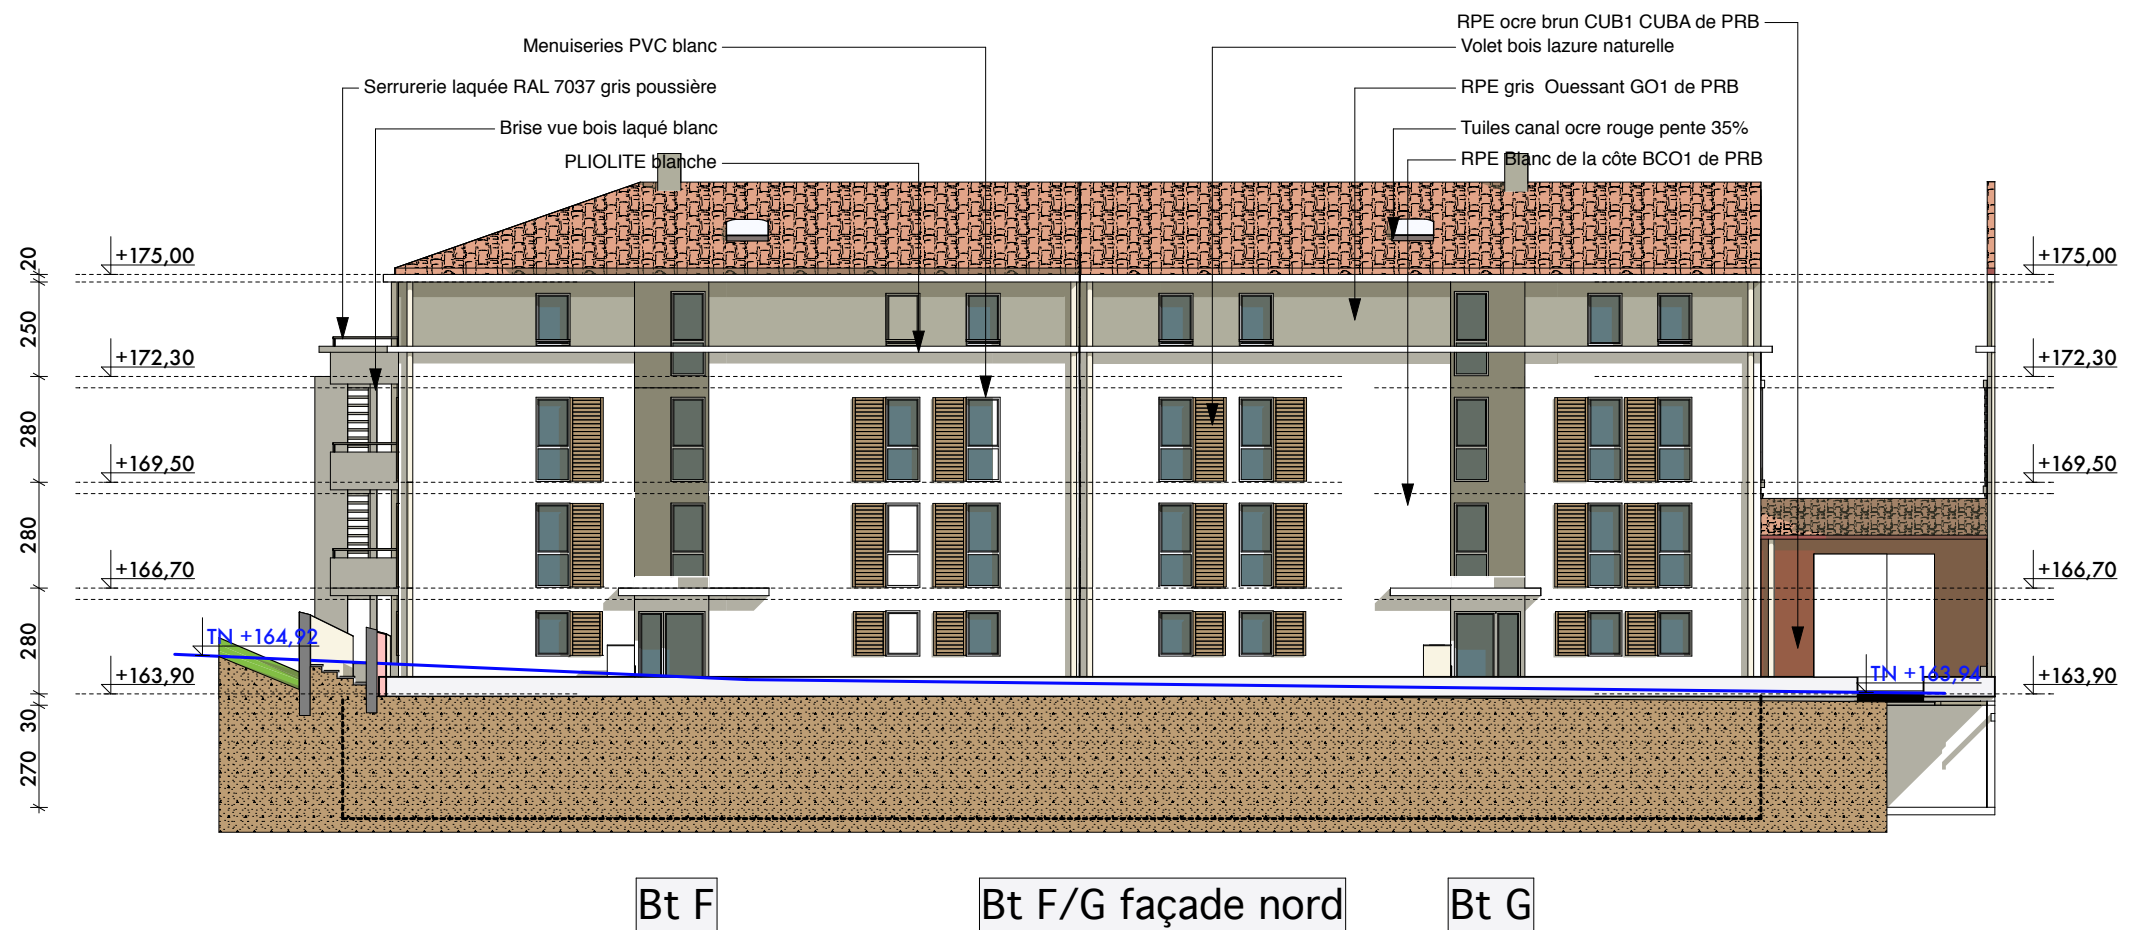 RPE ocre brun CUB1 CUBA de PRB
Menuiseries PVC blanc
Volet bois lazure naturelle
Serrurerie laquée RAL 7037 gris poussière
RPE gris  Ouessant GO1 de PRB
Brise vue bois laqué blanc
Tuiles canal ocre rouge pente 35%
PLIOLITE blanche
RPE Blanc de la côte BCO1 de PRB
20
+175,00
+175,00
250
+172,30
+172,30
280
+169,50
+169,50
280
+166,70
+166,70
280
TN +164,92
+163,90
TN +163,94
+163,90
30
270
Bt F
Bt F/G façade nord
Bt G